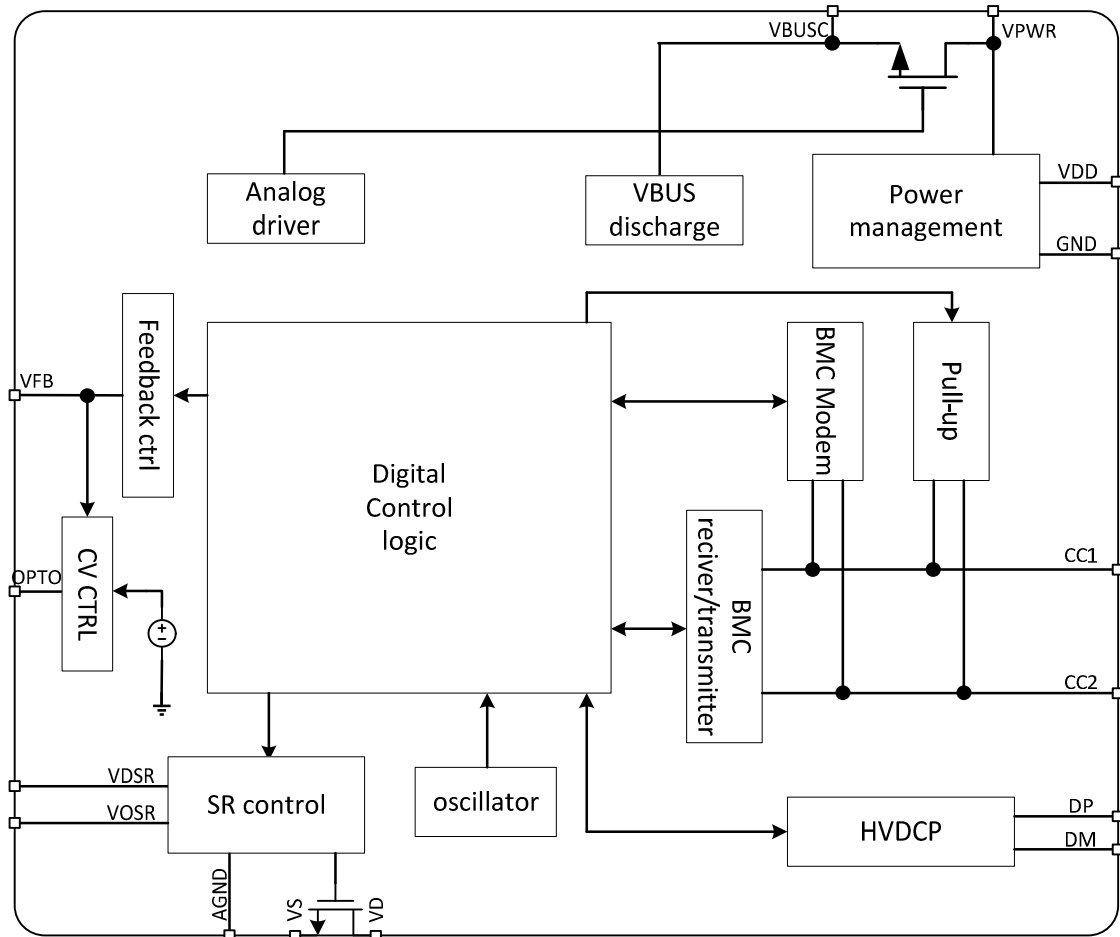 VBUSC
VPWR
Analog
driver
VBUS
discharge
Power
management
VDD
GND
VFB
Feedback ctrl
Digital
Control
logic
BMC Modem
Pull-up
OPTO
CV CTRL
+
−
BMC
reciver/transmitter
CC1
CC2
VDSR
VOSR
SR control
oscillator
HVDCP
DP
DM
AGND
VS
VD